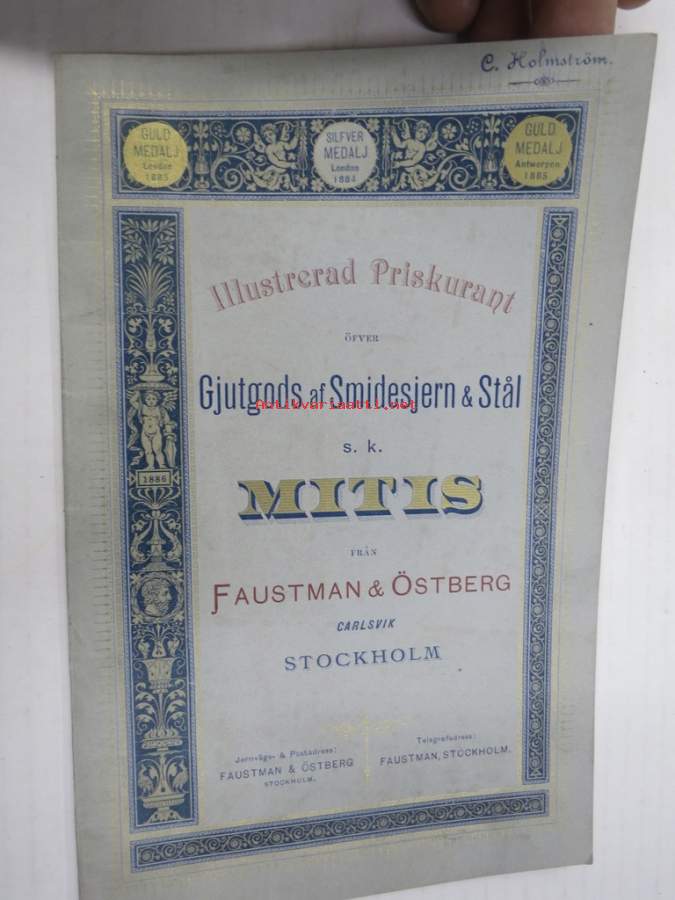 C. Holmström.
GULD
MEDALJ
London
1885
SILFVER
MEDALJ
London
1884
GULD
MEDALJ
Antwerpen
1885
Illustrerad Priskurant
ÖFVER
Gjutgods af Smidesjern & Stål
Antikvariaatti.net
s. k.
MITIS
FRÅN
FAUSTMAN & ÖSTBERG
CARLSVIK
STOCKHOLM
1886
Jernvägs- & Postadress:
FAUSTMAN & ÖSTBERG
STOCKHOLM.
Telegrafadress:
FAUSTMAN, STOCKHOLM.